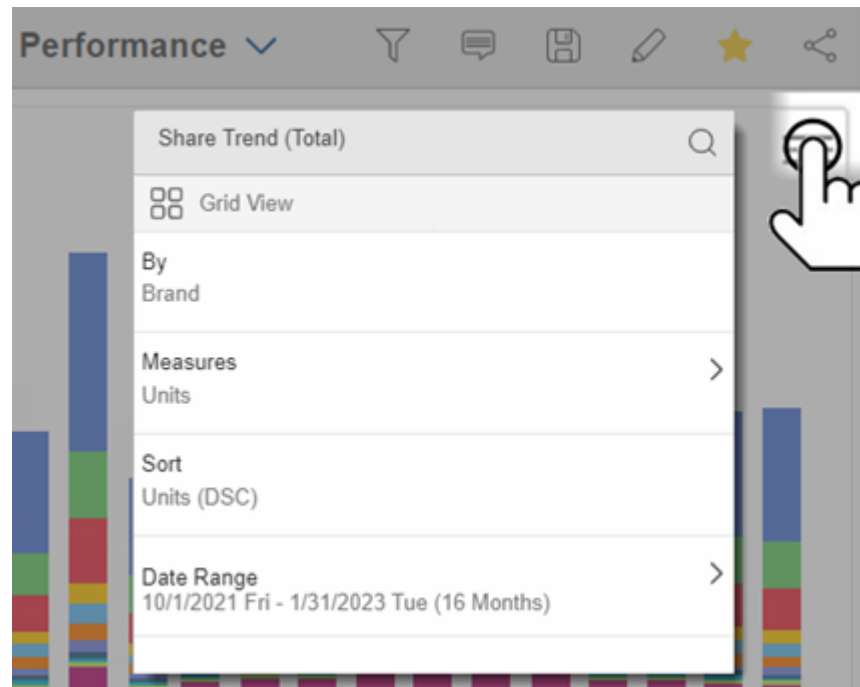 Performance
Share Trend (Total)
Grid View
By
Brand
Measures
Units
Sort
Units (DSC)
Date Range
10/1/2021 Fri - 1/31/2023 Tue (16 Months)